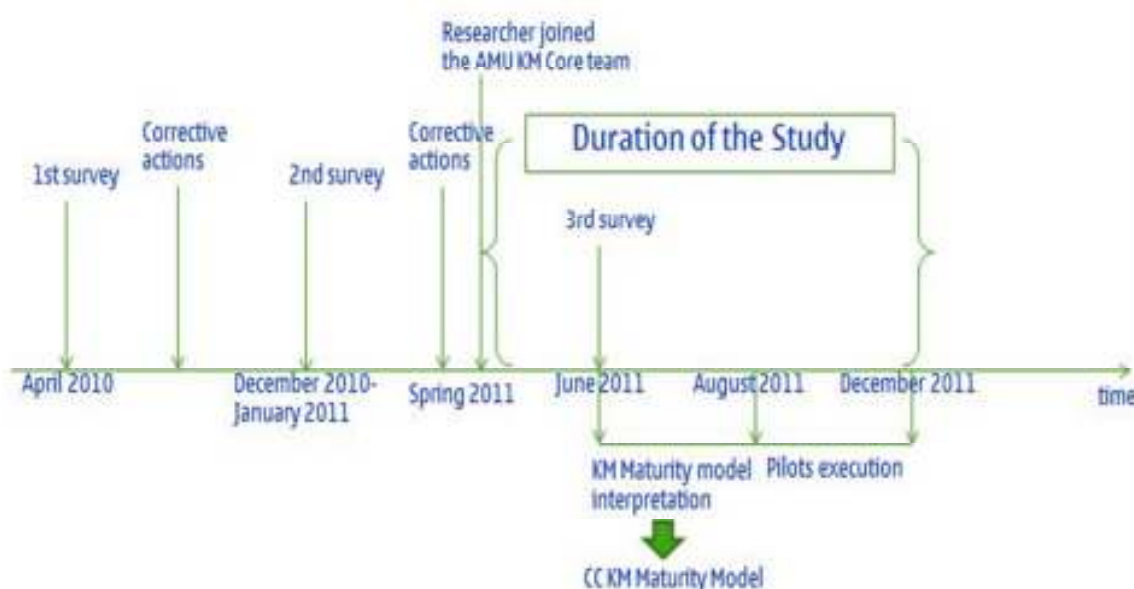 Researcher joined
the AMU KM Core team
Corrective
actions
Corrective
actions
Duration of the Study
1st survey
2nd survey
3rd survey
April 2010
December 2010-
January 2011
Spring 2011
June 2011
August 2011
December 2011
time
KM Maturity model
interpretation
Pilots execution
CC KM Maturity Model